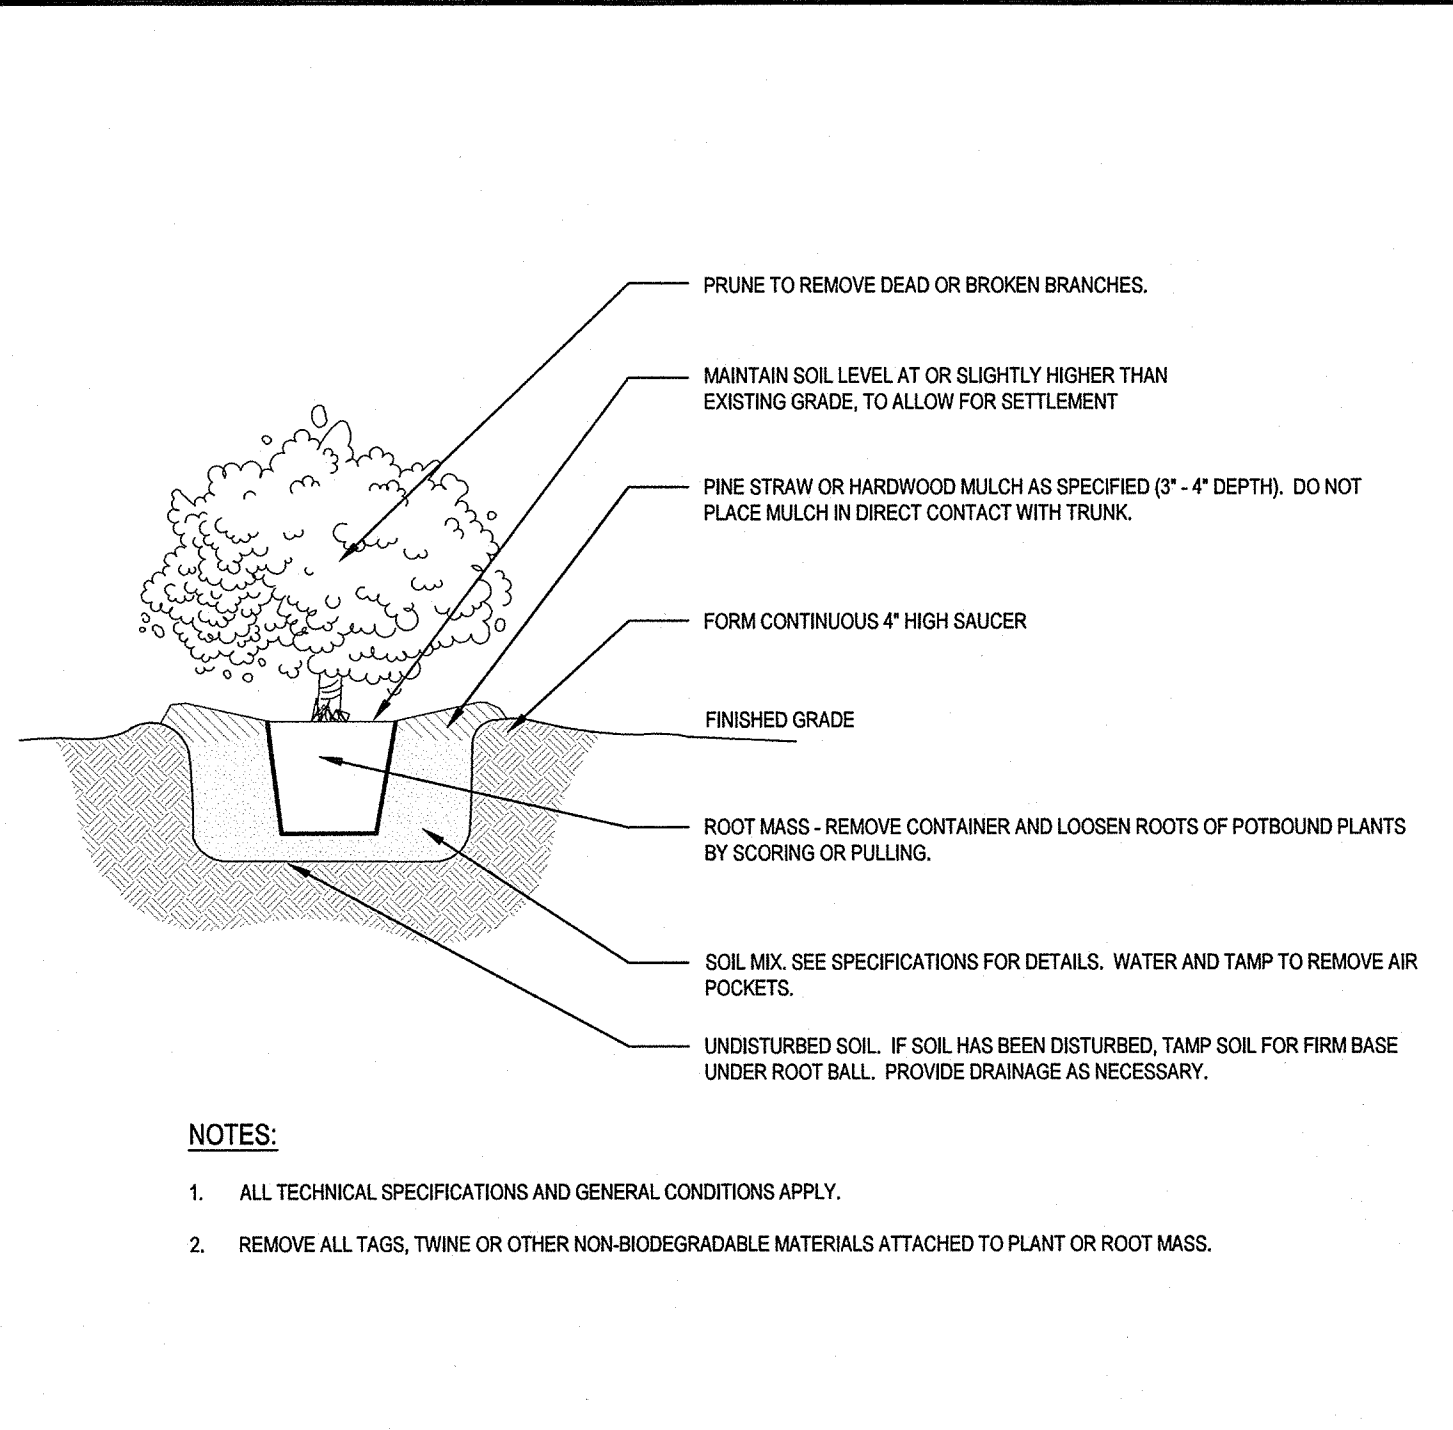 PRUNE TO REMOVE DEAD OR BROKEN BRANCHES.
MAINTAIN SOIL LEVEL AT OR SLIGHTLY HIGHER THAN
EXISTING GRADE, TO ALLOW FOR SETTLEMENT
PINE STRAW OR HARDWOOD MULCH AS SPECIFIED (3" - 4" DEPTH). DO NOT
PLACE MULCH IN DIRECT CONTACT WITH TRUNK.
FORM CONTINUOUS 4" HIGH SAUCER
FINISHED GRADE
ROOT MASS - REMOVE CONTAINER AND LOOSEN ROOTS OF POTBOUND PLANTS
BY SCORING OR PULLING.
SOIL MIX. SEE SPECIFICATIONS FOR DETAILS. WATER AND TAMP TO REMOVE AIR
POCKETS.
UNDISTURBED SOIL. IF SOIL HAS BEEN DISTURBED, TAMP SOIL FOR FIRM BASE
UNDER ROOT BALL. PROVIDE DRAINAGE AS NECESSARY.
NOTES:
1. ALL TECHNICAL SPECIFICATIONS AND GENERAL CONDITIONS APPLY.
2. REMOVE ALL TAGS, TWINE OR OTHER NON-BIODEGRADABLE MATERIALS ATTACHED TO PLANT OR ROOT MASS.